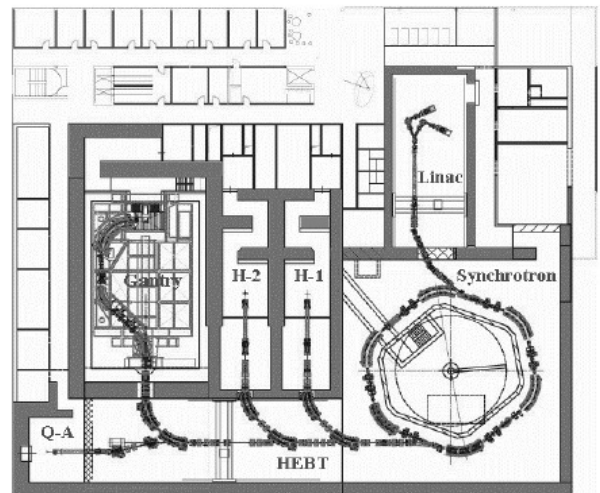 Linac
Gantry
H-2
H-1
Synchrotron
Q-A
HEBT